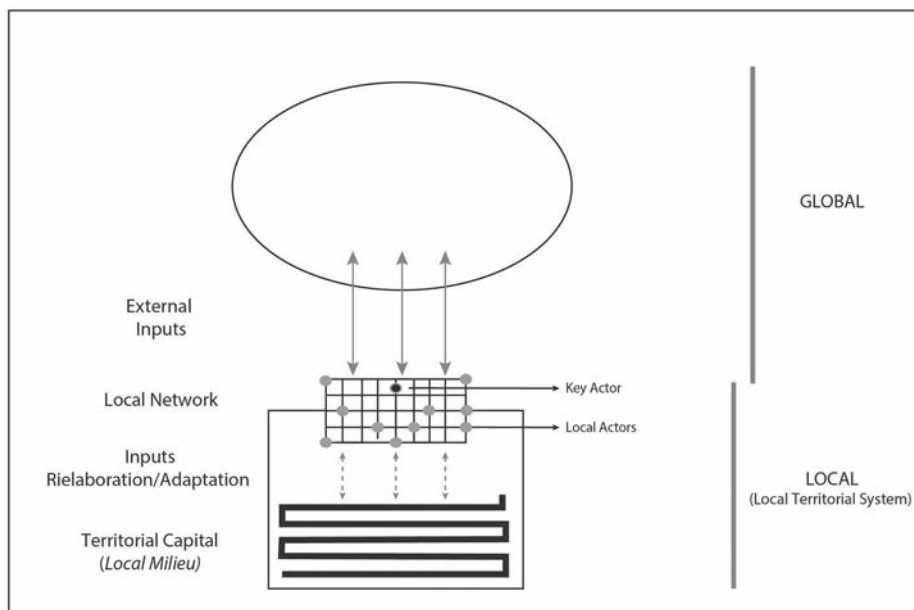 GLOBAL
External
Inputs
Key Actor
Local Network
Local Actors
Inputs
Rielaboration/Adaptation
LOCAL
(Local Territorial System)
Territorial Capital
(Local Milieu)